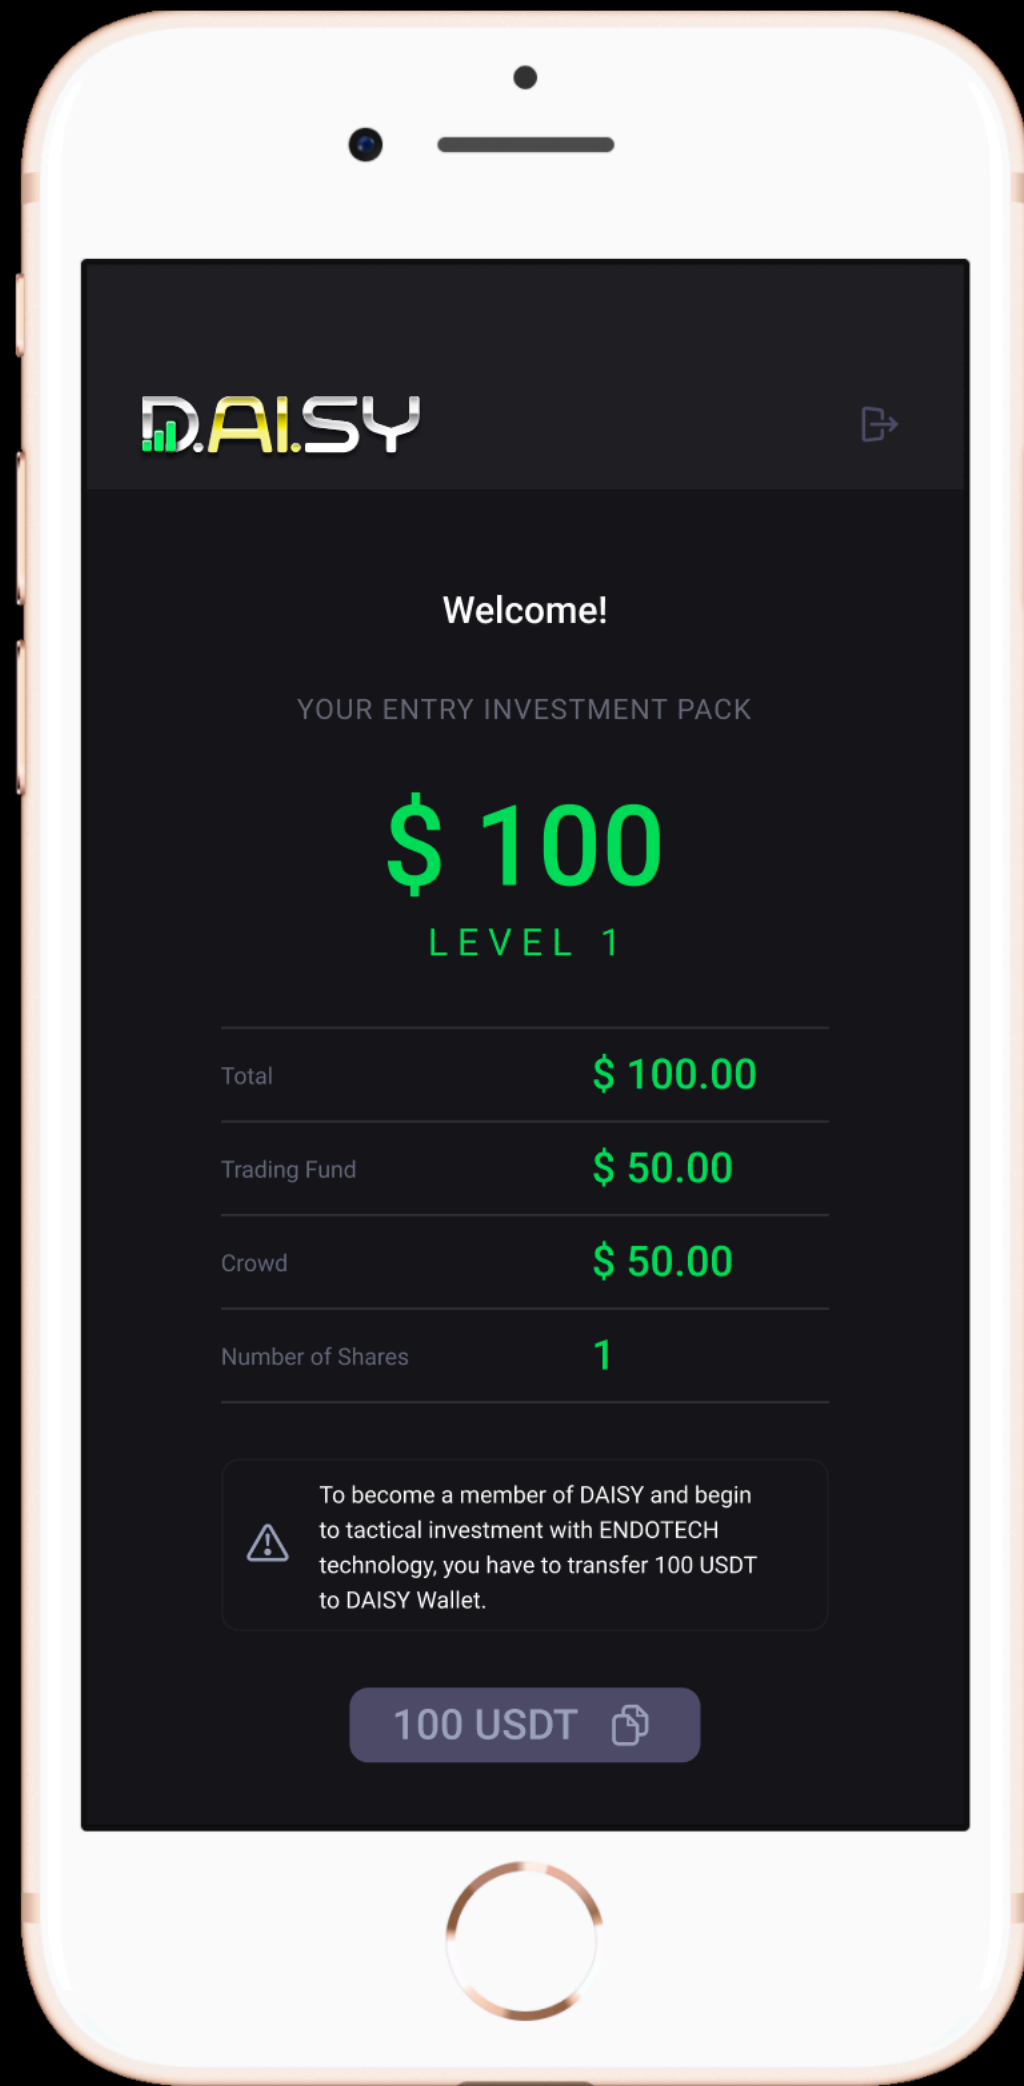 D.AI.SY
Welcome!
YOUR ENTRY INVESTMENT PACK
$ 100
LEVEL 1
Total $ 100.00
Trading Fund $ 50.00
Crowd $ 50.00
Number of Shares 1
To become a member of DAISY and begin
to tactical investment with ENDOTECH
technology, you have to transfer 100 USDT
to DAISY Wallet.
100 USDT